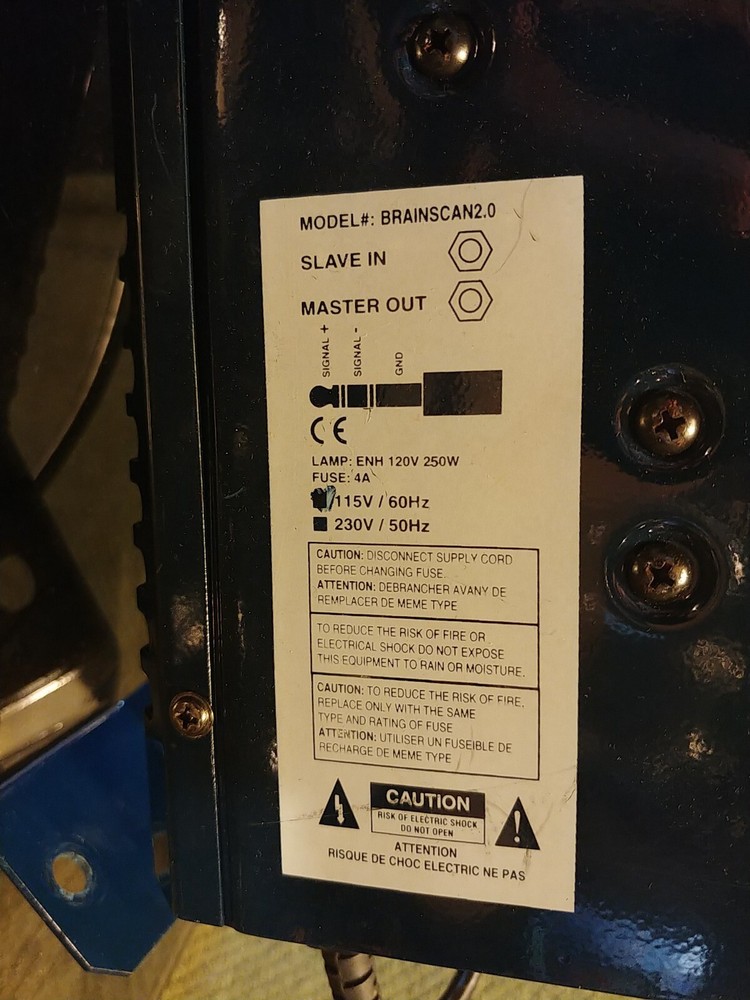 MODEL#: BRAINSCAN2.0
SLAVE IN
MASTER OUT
SIGNAL +
SIGNAL -
GND
CE
LAMP: ENH 120V 250W
FUSE: 4A
115V / 60Hz
230V / 50Hz
CAUTION: DISCONNECT SUPPLY CORD
BEFORE CHANGING FUSE.
ATTENTION: DEBRANCHER AVANY DE
REMPLACER DE MEME TYPE
TO REDUCE THE RISK OF FIRE OR
ELECTRICAL SHOCK DO NOT EXPOSE
THIS EQUIPMENT TO RAIN OR MOISTURE.
CAUTION: TO REDUCE THE RISK OF FIRE,
REPLACE ONLY WITH THE SAME
TYPE AND RATING OF FUSE
ATTENTION: UTILISER UN FUSEIBLE DE
RECHARGE DE MEME TYPE
CAUTION
RISK OF ELECTRIC SHOCK
DO NOT OPEN
!
ATTENTION
RISQUE DE CHOC ELECTRIC NE PAS